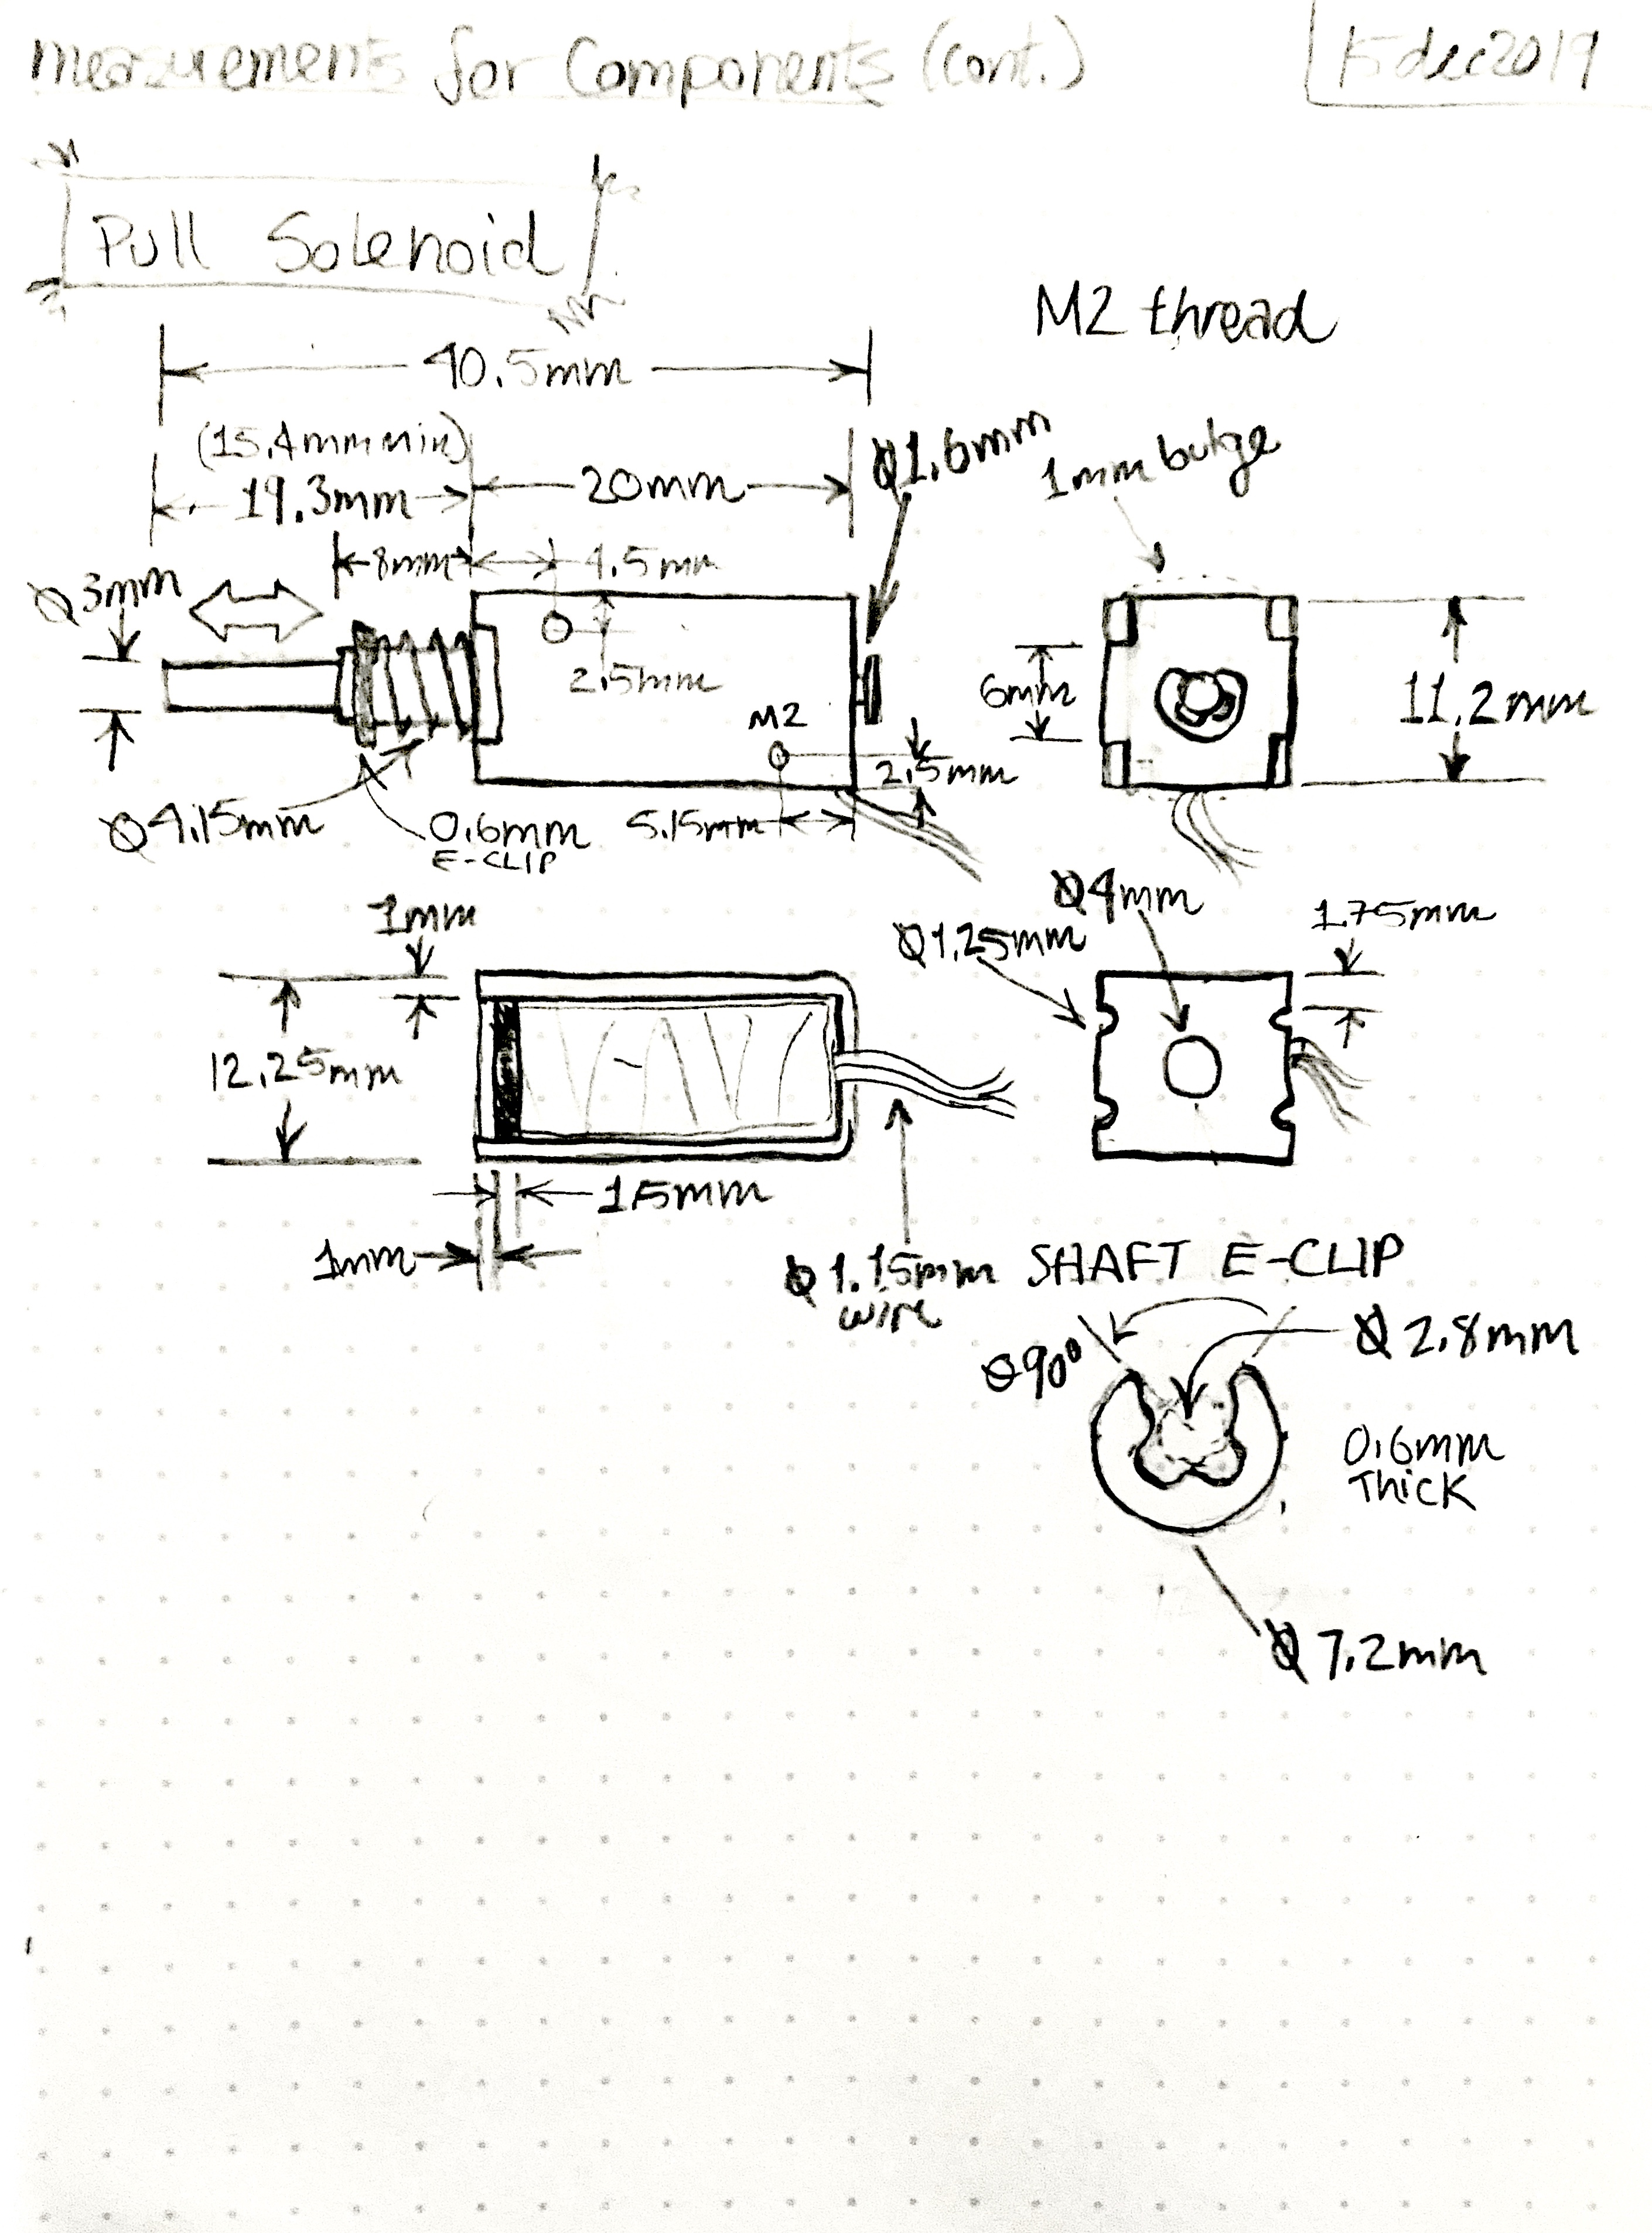 measurements for Components (cont.)
15 dec 2019
Pull Solenoid
M2 thread
40.5mm
(15.4mm min)
19.3mm
20mm
Ø1.6mm
1mm bulge
8mm
4.5mm
Ø3mm
2.5mm
M2
6mm
11.2mm
2.5mm
Ø4.15mm
0.6mm
E-CLIP
5.15mm
1mm
Ø4mm
1.75mm
Ø1.25mm
12.25mm
1.5mm
1mm
Ø1.15mm
wire
SHAFT E-CLIP
Ø90°
Ø2.8mm
0.6mm
Thick
Ø7.2mm